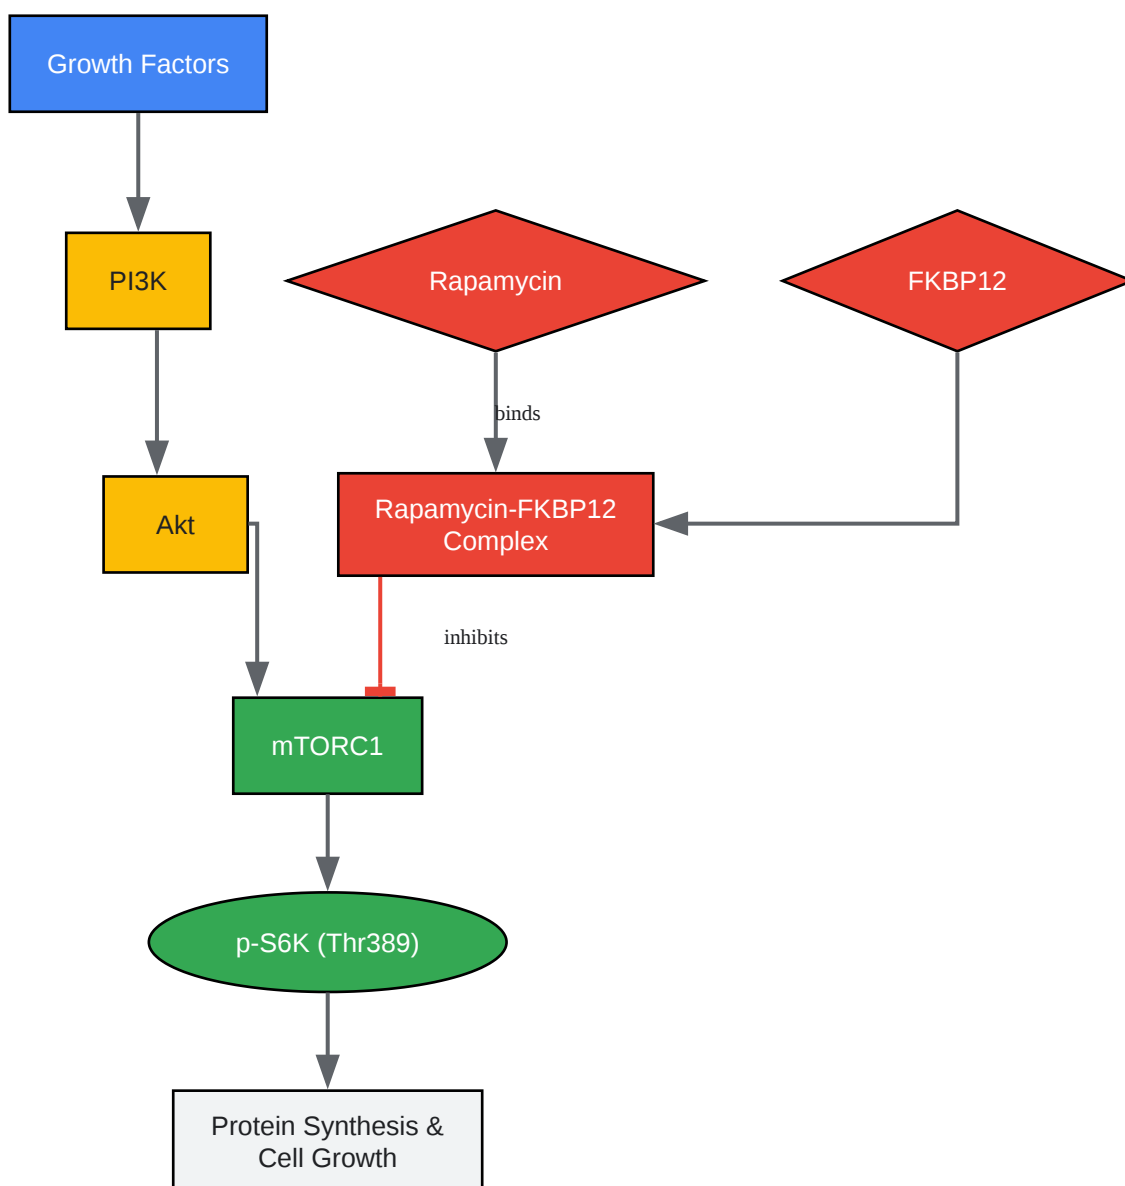 Growth Factors
PI3K
Rapamycin
FKBP12
binds
Akt
Rapamycin-FKBP12
Complex
inhibits
mTORC1
p-S6K (Thr389)
Protein Synthesis &
Cell Growth